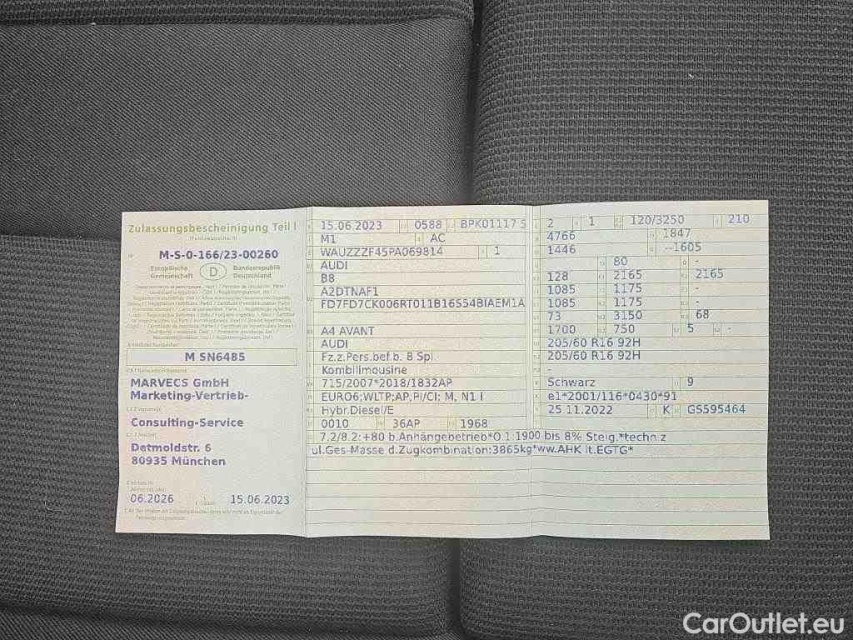 Zulassungsbescheinigung Teil I
M-S-0-166/23-00260
Europäische Gemeinschaft
D
Bundesrepublik Deutschland
M SN6485
MARVECS GmbH
Marketing-Vertrieb-
Consulting-Service
Detmoldstr. 6
80935 München
06.2026
15.06.2023
15.06.2023 0588 BPK01117 5
M1 AC
WAUZZZF45PA069814 1
AUDI
B8
A2DTNAF1
FD7FD7CK006RT011B16S54BIAEM1A
A4 AVANT
AUDI
Fz.z.Pers.bef.b. 8 Spl.
Kombilimousine
715/2007*2018/1832AP
EURO6;WLTP;AP,PI/CI; M, N1 I
Hybr.Diesel/E
0010 36AP 1968
2 1 120/3250 210
4766 1847
1446 --1605
80 -
128 2165 2165
1085 1175 -
1085 1175 -
73 3150 68
1700 750 5 -
205/60 R16 92H
205/60 R16 92H
-
Schwarz 9
e1*2001/116*0430*91
25.11.2022 K GS595464
7.2/8.2:+80 b.Anhängebetrieb*O.1:1900 bis 8% Steig.*techn.z
ul.Ges-Masse d.Zugkombination:3865kg*ww.AHK lt.EGTG*
CarOutlet.eu